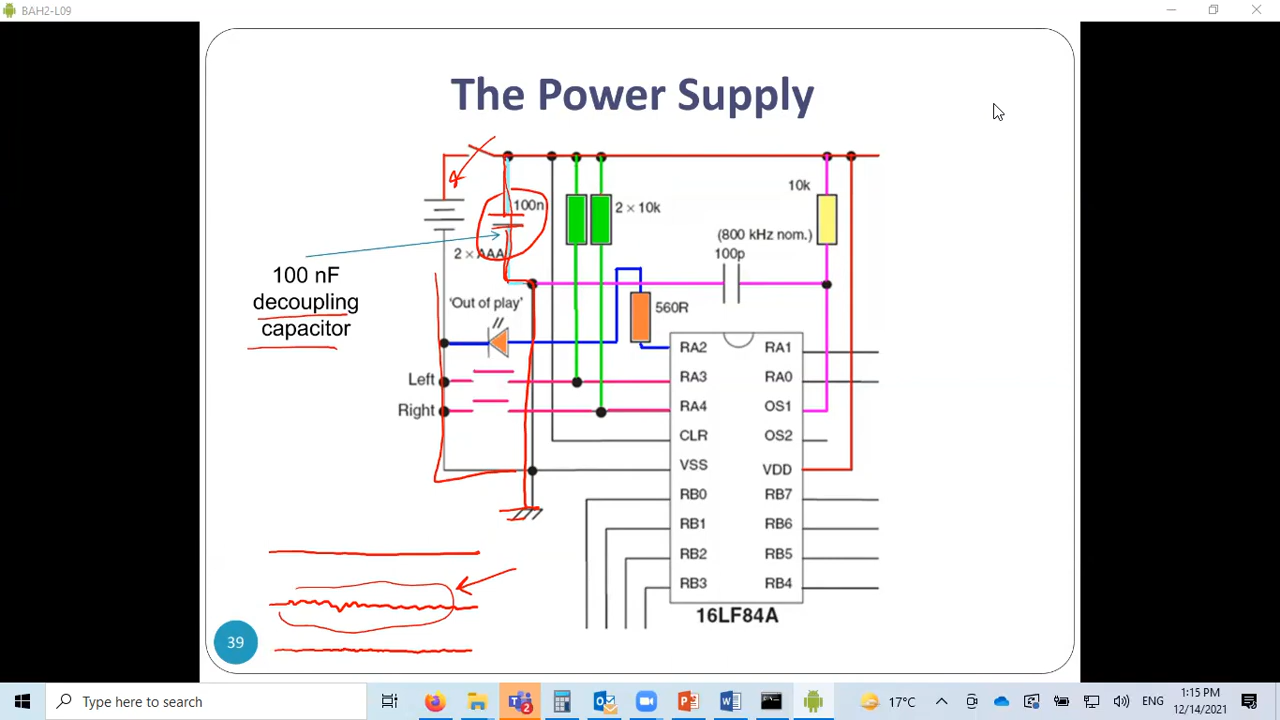 BAH2-L09
The Power Supply
10k
100n
2 × 10k
(800 kHz nom.)
100p
2 × AAA
100 nF
decoupling
capacitor
'Out of play'
560R
RA2 RA1
Left RA3 RA0
Right RA4 OS1
CLR OS2
VSS VDD
RB0 RB7
RB1 RB6
RB2 RB5
RB3 RB4
16LF84A
39
Type here to search
2
17°C
ENG
1:15 PM
12/14/2021